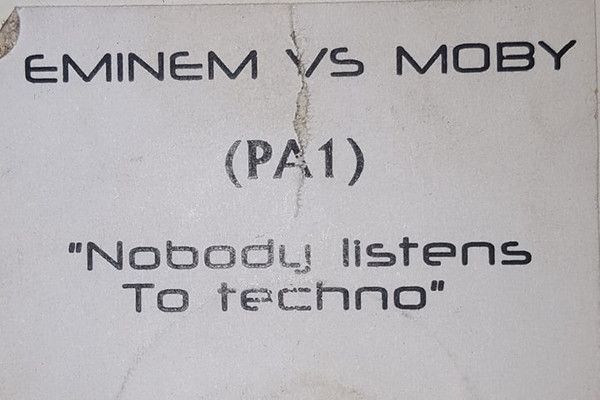 EMINEM VS MOBY
(PA1)
"Nobody listens
To techno"